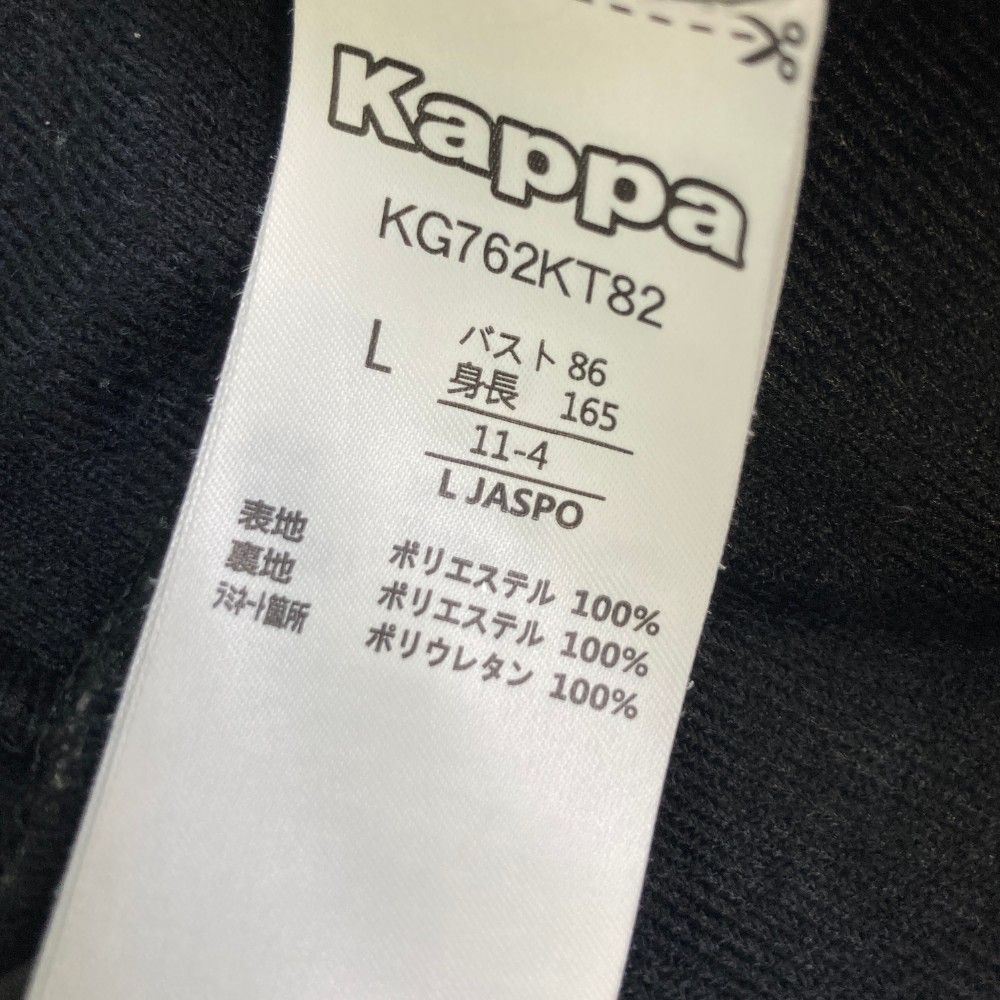 Kappa
KG762KT82
L
バスト 86
身長 165
11-4
L JASPO
表地 ポリエステル 100%
裏地 ポリエステル 100%
ﾗﾐﾈｰﾄ箇所 ポリウレタン 100%